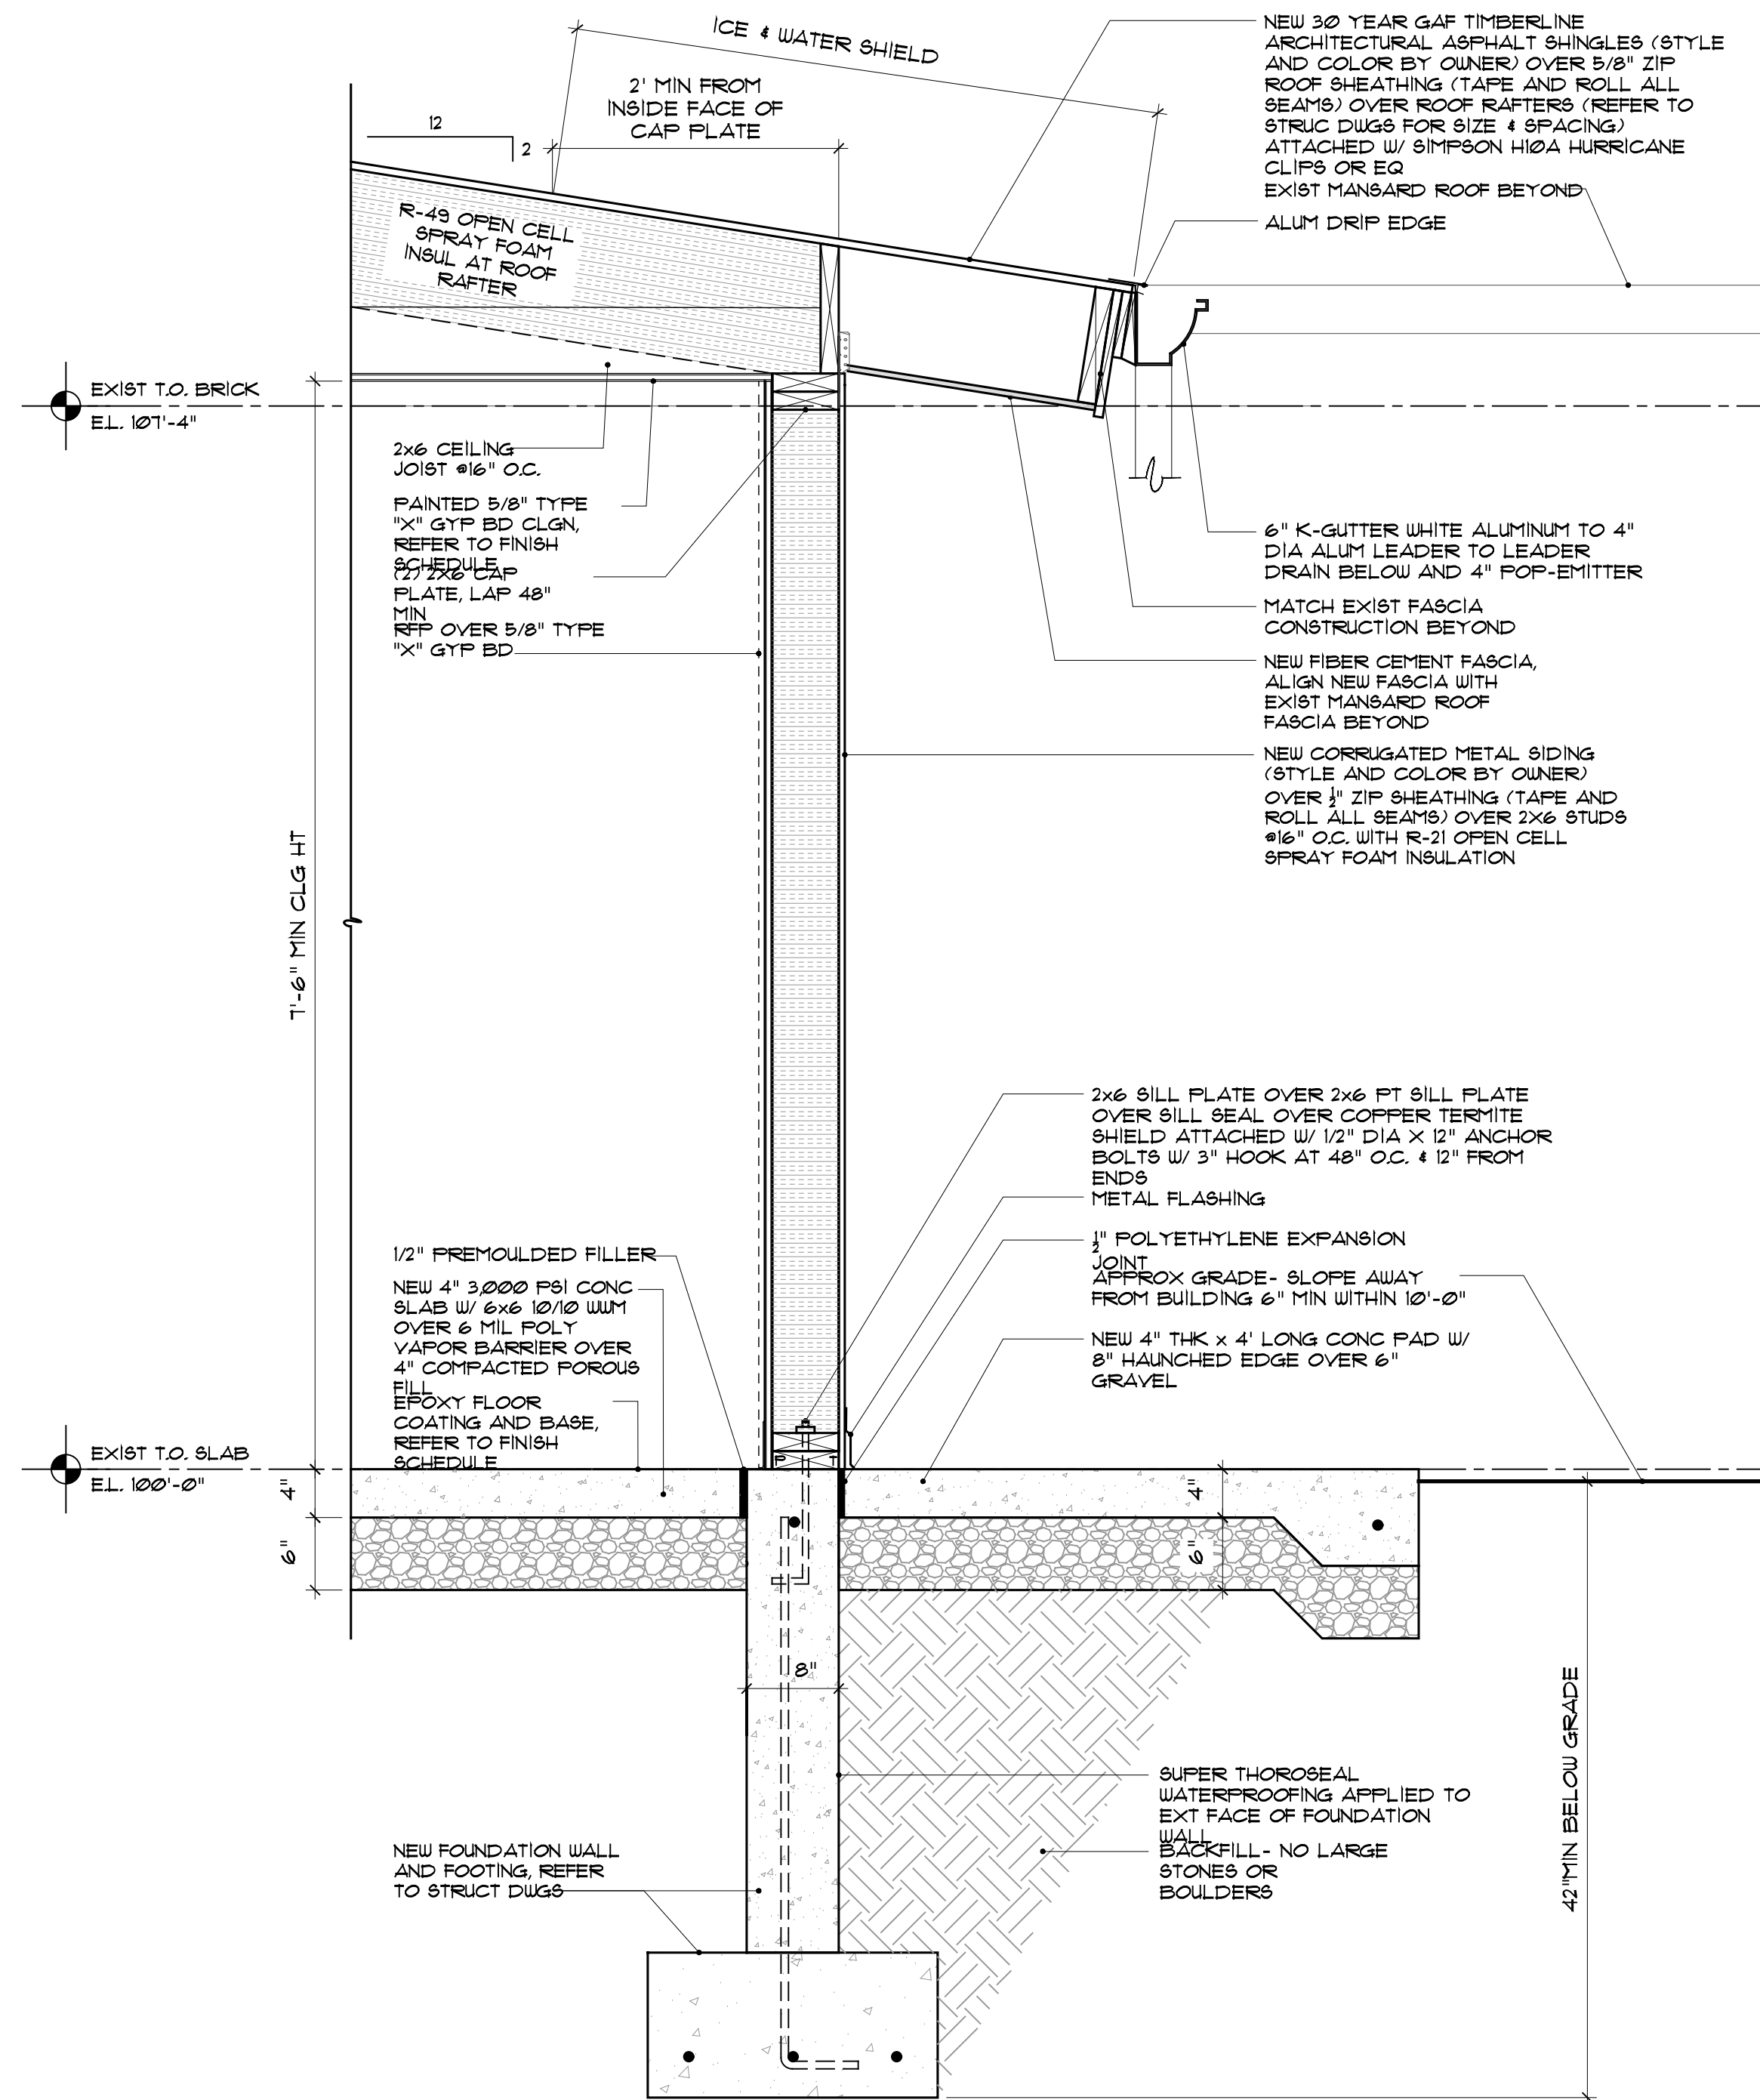 ICE & WATER SHIELD
2' MIN FROM
INSIDE FACE OF
CAP PLATE
12
2
R-49 OPEN CELL
SPRAY FOAM
INSUL AT ROOF
RAFTER
NEW 30 YEAR GAF TIMBERLINE
ARCHITECTURAL ASPHALT SHINGLES (STYLE
AND COLOR BY OWNER) OVER 5/8" ZIP
ROOF SHEATHING (TAPE AND ROLL ALL
SEAMS) OVER ROOF RAFTERS (REFER TO
STRUC DWGS FOR SIZE & SPACING)
ATTACHED W/ SIMPSON H10A HURRICANE
CLIPS OR EQ
EXIST MANSARD ROOF BEYOND
ALUM DRIP EDGE
EXIST T.O. BRICK
EL. 107'-4"
2x6 CEILING
JOIST @16" O.C.
PAINTED 5/8" TYPE
"X" GYP BD CLGN,
REFER TO FINISH
SCHEDULE
(2) 2X6 CAP
PLATE, LAP 48"
MIN
RFP OVER 5/8" TYPE
"X" GYP BD
6" K-GUTTER WHITE ALUMINUM TO 4"
DIA ALUM LEADER TO LEADER
DRAIN BELOW AND 4" POP-EMITTER
MATCH EXIST FASCIA
CONSTRUCTION BEYOND
NEW FIBER CEMENT FASCIA,
ALIGN NEW FASCIA WITH
EXIST MANSARD ROOF
FASCIA BEYOND
NEW CORRUGATED METAL SIDING
(STYLE AND COLOR BY OWNER)
OVER ½" ZIP SHEATHING (TAPE AND
ROLL ALL SEAMS) OVER 2X6 STUDS
@16" O.C. WITH R-21 OPEN CELL
SPRAY FOAM INSULATION
7'-6" MIN CLG HT
2x6 SILL PLATE OVER 2x6 PT SILL PLATE
OVER SILL SEAL OVER COPPER TERMITE
SHIELD ATTACHED W/ 1/2" DIA X 12" ANCHOR
BOLTS W/ 3" HOOK AT 48" O.C. & 12" FROM
ENDS
METAL FLASHING
½" POLYETHYLENE EXPANSION
JOINT
APPROX GRADE- SLOPE AWAY
FROM BUILDING 6" MIN WITHIN 10'-0"
NEW 4" THK x 4' LONG CONC PAD W/
8" HAUNCHED EDGE OVER 6"
GRAVEL
1/2" PREMOULDED FILLER
NEW 4" 3,000 PSI CONC
SLAB W/ 6x6 10/10 WWM
OVER 6 MIL POLY
VAPOR BARRIER OVER
4" COMPACTED POROUS
FILL
EPOXY FLOOR
COATING AND BASE,
REFER TO FINISH
SCHEDULE
EXIST T.O. SLAB
EL. 100'-0"
P T
4"
6"
4"
6"
8"
SUPER THOROSEAL
WATERPROOFING APPLIED TO
EXT FACE OF FOUNDATION
WALL
BACKFILL- NO LARGE
STONES OR
BOULDERS
NEW FOUNDATION WALL
AND FOOTING, REFER
TO STRUCT DWGS
42"MIN BELOW GRADE